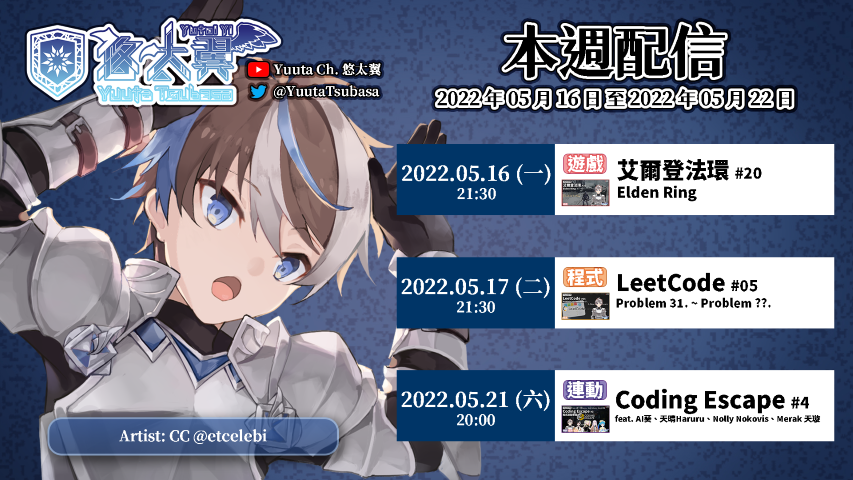 Yuuta Yi
悠太翼
Yuuta Tsubasa
Yuuta Ch. 悠太翼
@YuutaTsubasa
本週配信
2022年05月16日至2022年05月22日
2022.05.16 (一)
21:30
遊戲
艾爾登法環 #20
Elden Ring
2022.05.17 (二)
21:30
程式
LeetCode #05
Problem 31. ~ Problem ??.
2022.05.21 (六)
20:00
連動
Coding Escape #4
feat. AI葵、天晴Haruru、Nolly Nokovis、Merak 天璇
Artist: CC @etcelebi